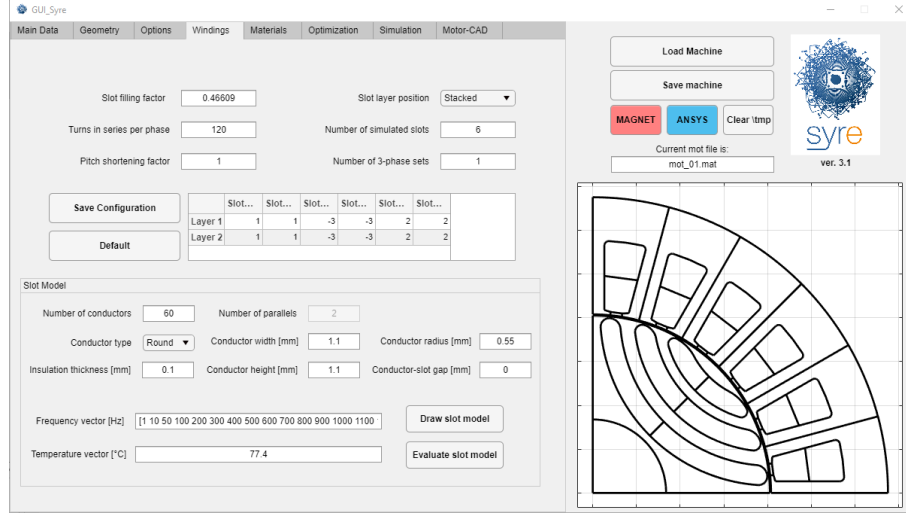 GUI_Syre
Main Data Geometry Options Windings Materials Optimization Simulation Motor-CAD
Slot filling factor 0.46609 Slot layer position Stacked
Turns in series per phase 120 Number of simulated slots 6
Pitch shortening factor 1 Number of 3-phase sets 1
Save Configuration
Default
Slot... Slot... Slot... Slot... Slot... Slot...
Layer 1 1 1 -3 -3 2 2
Layer 2 1 1 -3 -3 2 2
Slot Model
Number of conductors 60 Number of parallels 2
Conductor type Round Conductor width [mm] 1.1 Conductor radius [mm] 0.55
Insulation thickness [mm] 0.1 Conductor height [mm] 1.1 Conductor-slot gap [mm] 0
Frequency vector [Hz] [1 10 50 100 200 300 400 500 600 700 800 900 1000 1100 Draw slot model
Temperature vector [°C] 77.4 Evaluate slot model
Load Machine
Save machine
MAGNET ANSYS Clear \tmp
Current mot file is:
mot_01.mat
syre
ver. 3.1